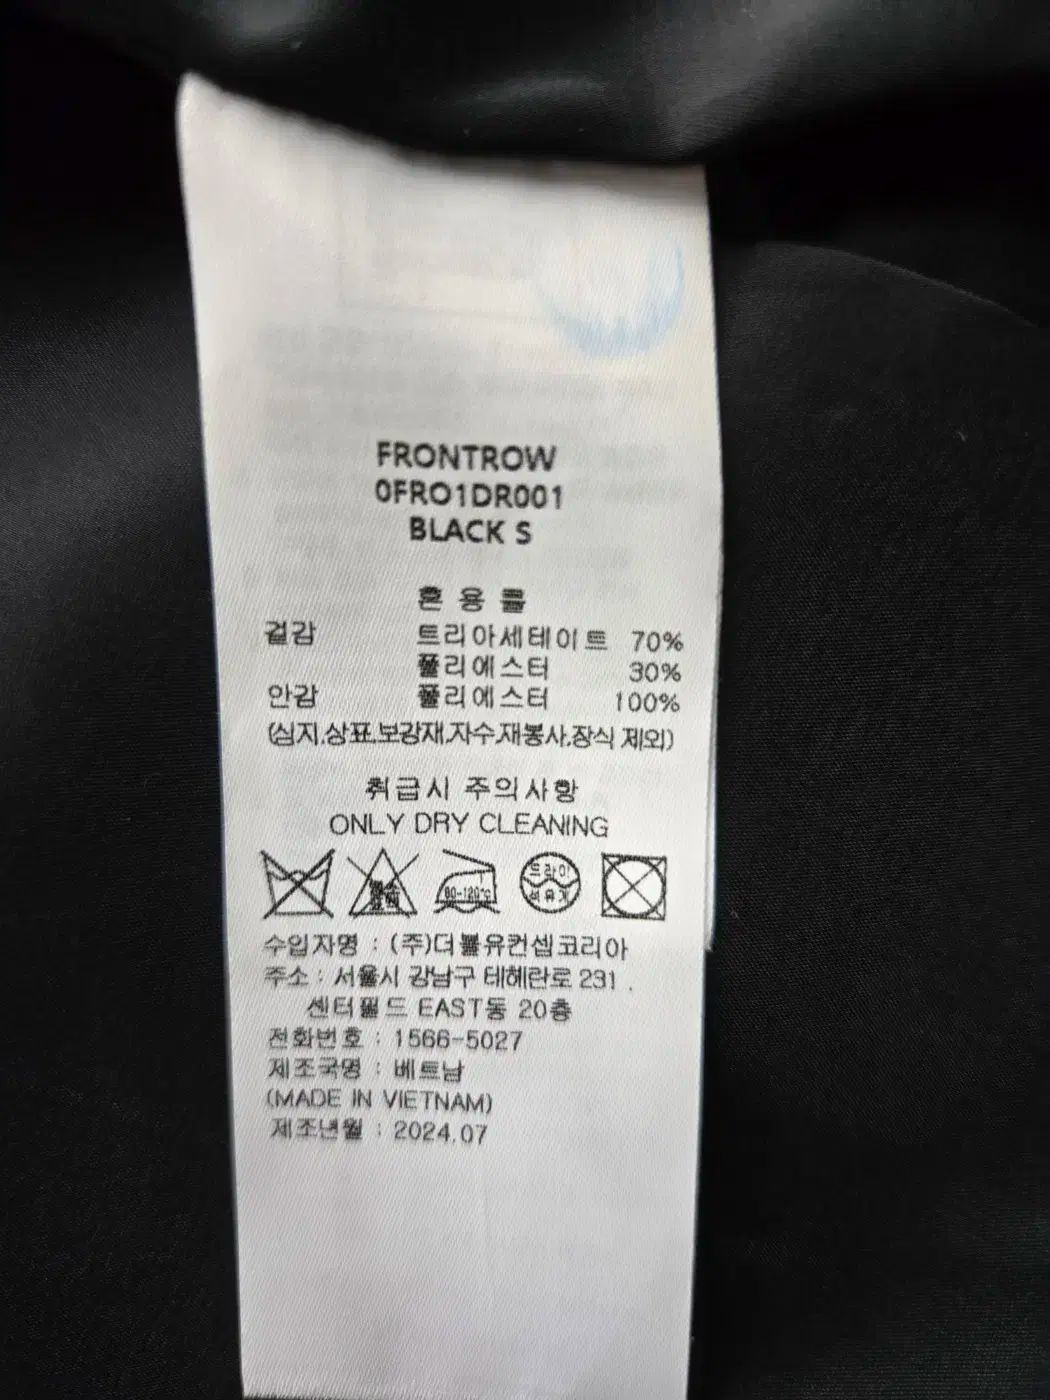 FRONTROW
0FRO1DR001
BLACK S
혼 용 률
겉감 트리아세테이트 70%
폴리에스터 30%
안감 폴리에스터 100%
(심지,상표,보강재,자수,재봉사,장식 제외)
취급시 주의사항
ONLY DRY CLEANING
80-120℃
드라이
석유계
수입자명 : (주)더블유컨셉코리아
주소 : 서울시 강남구 테헤란로 231 ,
센터필드 EAST동 20층
전화번호 : 1566-5027
제조국명 : 베트남
(MADE IN VIETNAM)
제조년월 : 2024.07